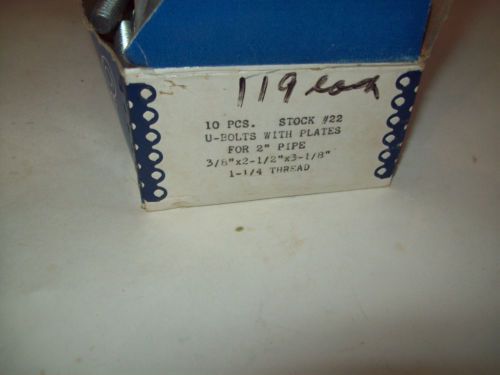 119 each
10 PCS. STOCK #22
U-BOLTS WITH PLATES
FOR 2" PIPE
3/8"x2-1/2"x3-1/8"
1-1/4 THREAD